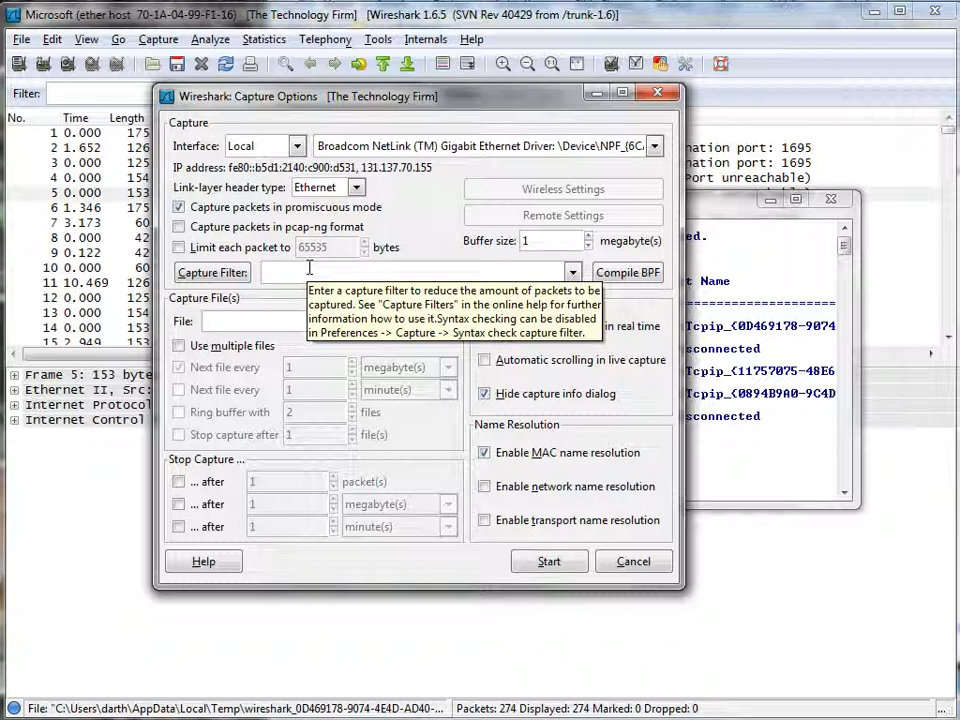 Microsoft (ether host 70-1A-04-99-F1-16) [The Technology Firm] [Wireshark 1.6.5 (SVN Rev 40429 from /trunk-1.6)]
File Edit View Go Capture Analyze Statistics Telephony Tools Internals Help
Filter:
No. Time Length
1 0.000 175
2 1.652 126
3 0.000 175
4 0.000 175
5 0.000 153
6 1.346 126
7 3.173 60
8 0.000 60
9 0.122 60
10 0.000 60
11 10.469 60
12 0.000 60
13 0.000 60
14 0.000 60
15 2.949
nation port: 1695
nation port: 1695
Port unreachable)
Wireshark: Capture Options [The Technology Firm]
Capture
Interface: Local Broadcom NetLink (TM) Gigabit Ethernet Driver: \Device\NPF_{6C
IP address: fe80::b5d1:2140:c900:d531, 131.137.70.155
Link-layer header type: Ethernet
Wireless Settings
Capture packets in promiscuous mode
Remote Settings
Capture packets in pcap-ng format
Limit each packet to 65535 bytes
Buffer size: 1 megabyte(s)
Capture Filter:
Compile BPF
Enter a capture filter to reduce the amount of packets to be
captured. See "Capture Filters" in the online help for further
information how to use it.Syntax checking can be disabled
in Preferences -> Capture -> Syntax check capture filter.
Capture File(s)
File:
in real time
Use multiple files
Automatic scrolling in live capture
Next file every 1 megabyte(s)
Next file every 1 minute(s)
Hide capture info dialog
Ring buffer with 2 files
Stop capture after 1 file(s)
Name Resolution
Enable MAC name resolution
Enable network name resolution
Enable transport name resolution
Stop Capture ...
... after 1 packet(s)
... after 1 megabyte(s)
... after 1 minute(s)
Help
Start
Cancel
ed.
t Name
====================
Tcpip_{0D469178-9074
sconnected
Tcpip_{11757075-48E6
Tcpip_{0894B9A0-9C4D
sconnected
Frame 5: 153 byte
Ethernet II, Src:
Internet Protoco
Internet Control
File: "C:\Users\darth\AppData\Local\Temp\wireshark_0D469178-9074-4E4D-AD40-... Packets: 274 Displayed: 274 Marked: 0 Dropped: 0